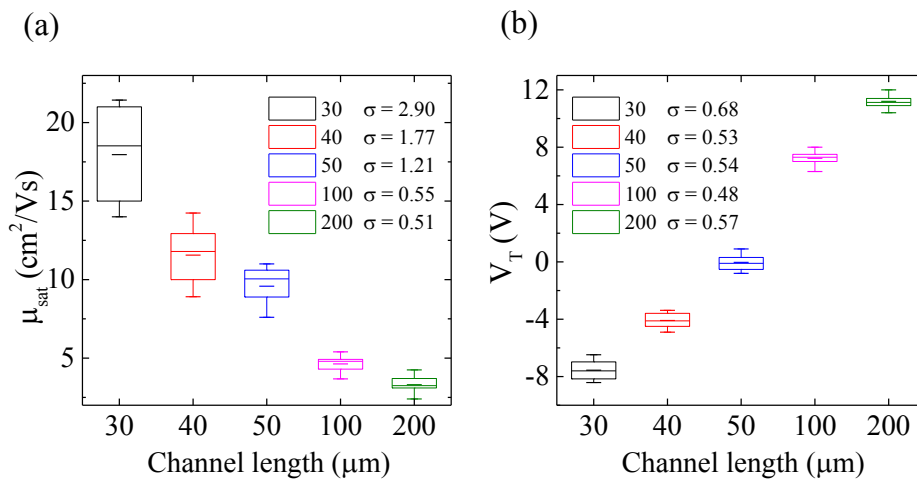 (a)
μsat (cm²/Vs)
20
15
10
5
30 σ = 2.90
40 σ = 1.77
50 σ = 1.21
100 σ = 0.55
200 σ = 0.51
30 40 50 100 200
Channel length (μm)
(b)
VT (V)
12
8
4
0
-4
-8
30 σ = 0.68
40 σ = 0.53
50 σ = 0.54
100 σ = 0.48
200 σ = 0.57
30 40 50 100 200
Channel length (μm)